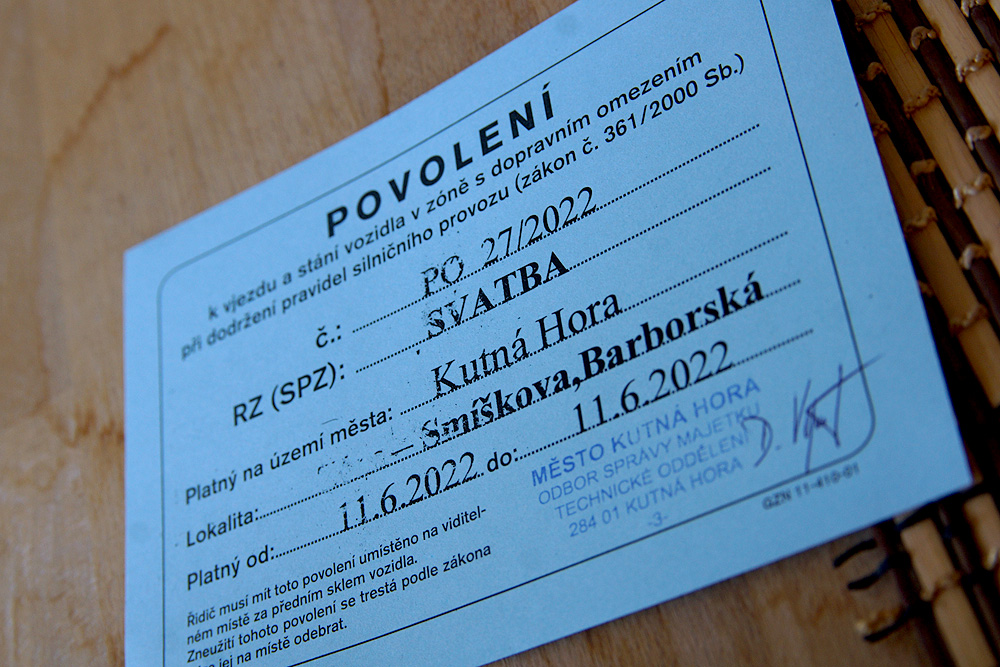 POVOLENÍ
k vjezdu a stání vozidla v zóně s dopravním omezením
při dodržení pravidel silničního provozu (zákon č. 361/2000 Sb.)
č.: PO 27/2022
RZ (SPZ): SVATBA
Platný na území města: Kutná Hora
Lokalita: Smíškova,Barborská
Platný od: 11.6.2022 do: 11.6.2022
Řidič musí mít toto povolení umístěno na viditel-
ném místě za předním sklem vozidla.
Zneužití tohoto povolení se trestá podle zákona
jej na místě odebrat.
MĚSTO KUTNÁ HORA
ODBOR SPRÁVY MAJETKU
TECHNICKÉ ODDĚLENÍ
284 01 KUTNÁ HORA
-3-
GZN 11-410-01